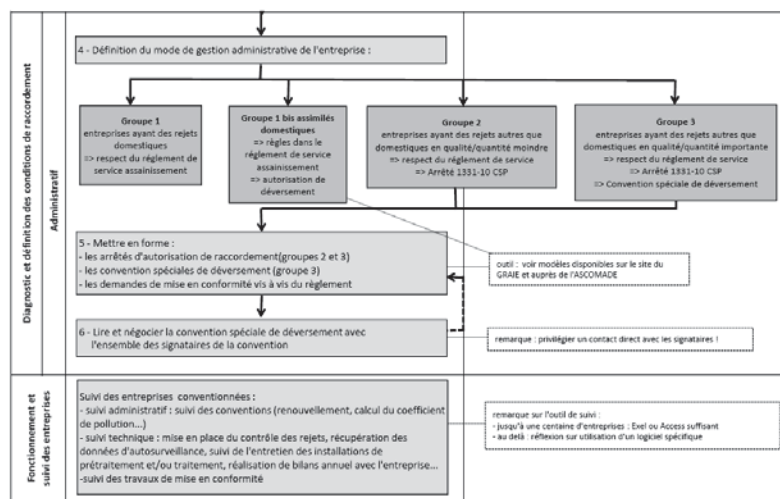 Diagnostic et définition des conditions de raccordement
Administratif
4 - Définition du mode de gestion administrative de l'entreprise :
Groupe 1
entreprises ayant des rejets
domestiques
=> respect du réglement de
service assainissement
Groupe 1 bis assimilés
domestiques
=> règles dans le
réglement de service
assainissement
=> autorisation de
déversement
Groupe 2
entreprises ayant des rejets autres que
domestiques en qualité/quantité moindre
=> respect du réglement de service
=> Arrêté 1331-10 CSP
Groupe 3
entreprises ayant des rejets autres que
domestiques en qualité/quantité importante
=> respect du réglement de service
=> Arrêté 1331-10 CSP
=> Convention spéciale de déversement
5 - Mettre en forme :
- les arrêtés d'autorisation de raccordement(groupes 2 et 3)
- les convention spéciales de déversement (groupe 3)
- les demandes de mise en conformité vis à vis du règlement
outil : voir modèles disponibles sur le site du
GRAIE et auprès de l'ASCOMADE
6 - Lire et négocier la convention spéciale de déversement avec
l'ensemble des signataires de la convention
remarque : privilégier un contact direct avec les signataires !
Fonctionnement et
suivi des entreprises
Suivi des entreprises conventionnées :
- suivi administratif : suivi des conventions (renouvellement, calcul du coefficient
de pollution...)
- suivi technique : mise en place du contrôle des rejets, récupération des
données d'autosurveillance, suivi de l'entretien des installations de
prétraitement et/ou traitement, réalisation de bilans annuel avec l'entreprise...
-suivi des travaux de mise en conformité
remarque sur l'outil de suivi :
- jusqu'à une centaine d'entreprises : Exel ou Access suffisant
- au delà : réflexion sur utilisation d'un logiciel spécifique